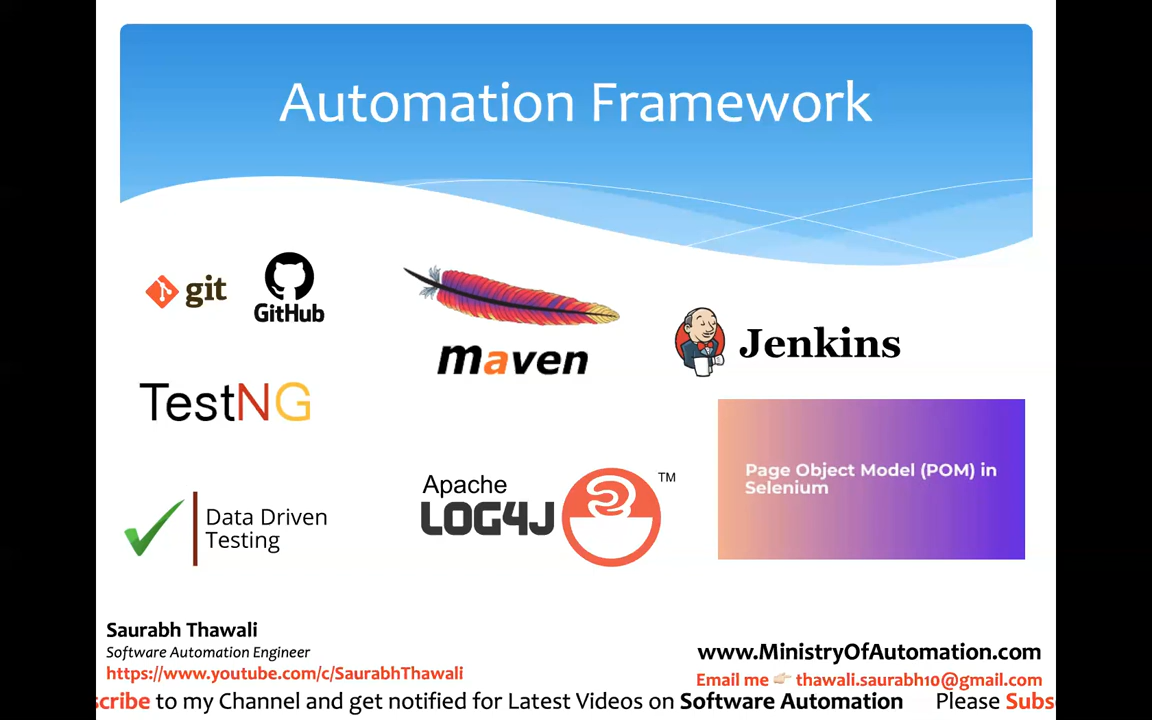 Automation Framework
git
GitHub
maven
Jenkins
TestNG
Page Object Model (POM) in
Selenium
Apache
LOG4J
TM
Data Driven
Testing
Saurabh Thawali
Software Automation Engineer
https://www.youtube.com/c/SaurabhThawali
www.MinistryOfAutomation.com
Email me 👉🏻 thawali.saurabh10@gmail.com
scribe to my Channel and get notified for Latest Videos on Software Automation Please Subs